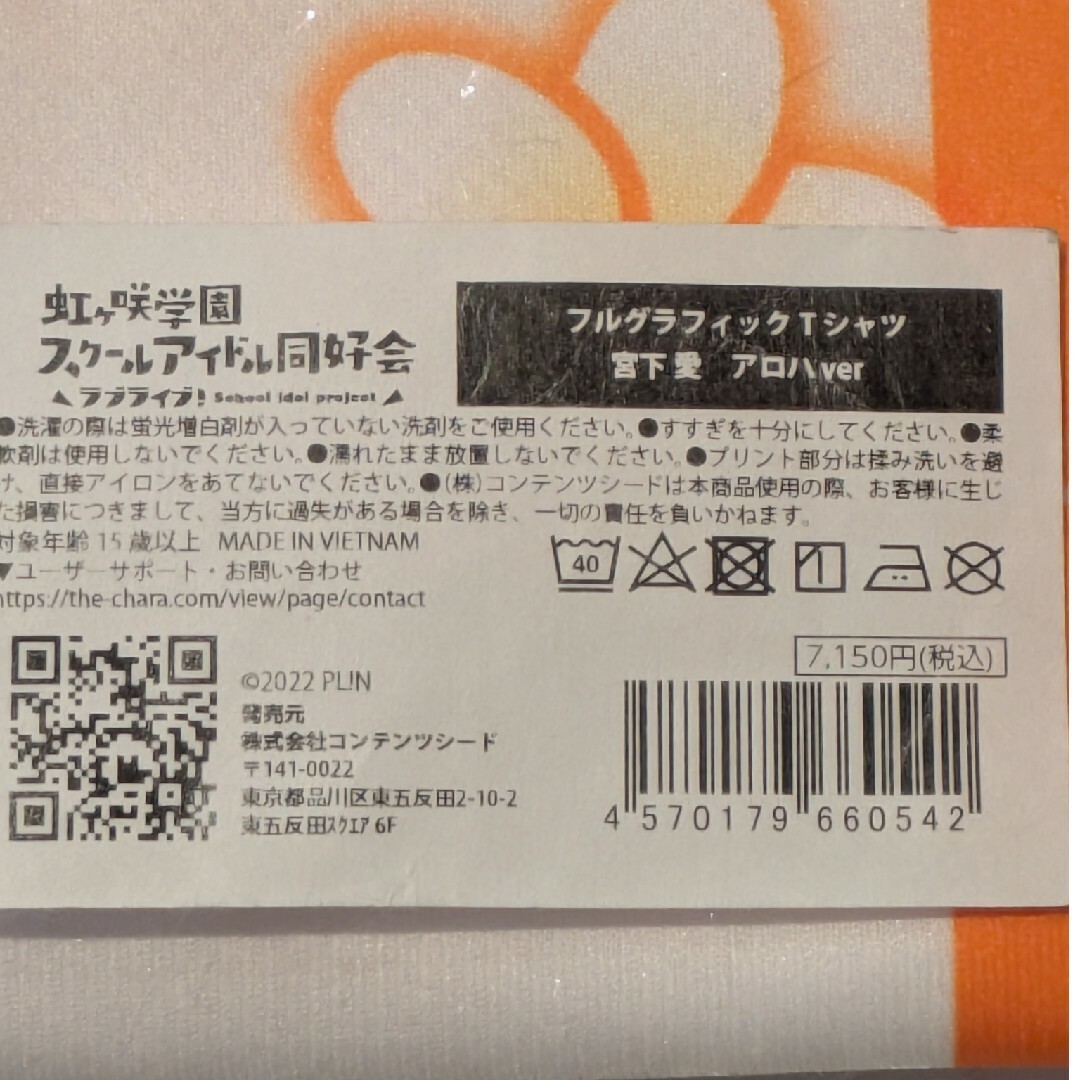 虹ヶ咲学園
スクールアイドル同好会
ラブライブ! School idol project
フルグラフィックTシャツ
宮下 愛 アロハver
●洗濯の際は蛍光増白剤が入っていない洗剤をご使用ください。●すすぎを十分にしてください。●柔
軟剤は使用しないでください。●濡れたまま放置しないでください。●プリント部分は揉み洗いを避
け、直接アイロンをあてないでください。●(株)コンテンツシードは本商品使用の際、お客様に生じ
た損害につきまして、当方に過失がある場合を除き、一切の責任を負いかねます。
対象年齢 15 歳以上 MADE IN VIETNAM
▼ユーザーサポート・お問い合わせ
https://the-chara.com/view/page/contact
40
7,150円(税込)
©2022 PL!N
発売元
株式会社コンテンツシード
〒141-0022
東京都品川区東五反田2-10-2
東五反田ｽｸｴｱ 6F
4 570179 660542